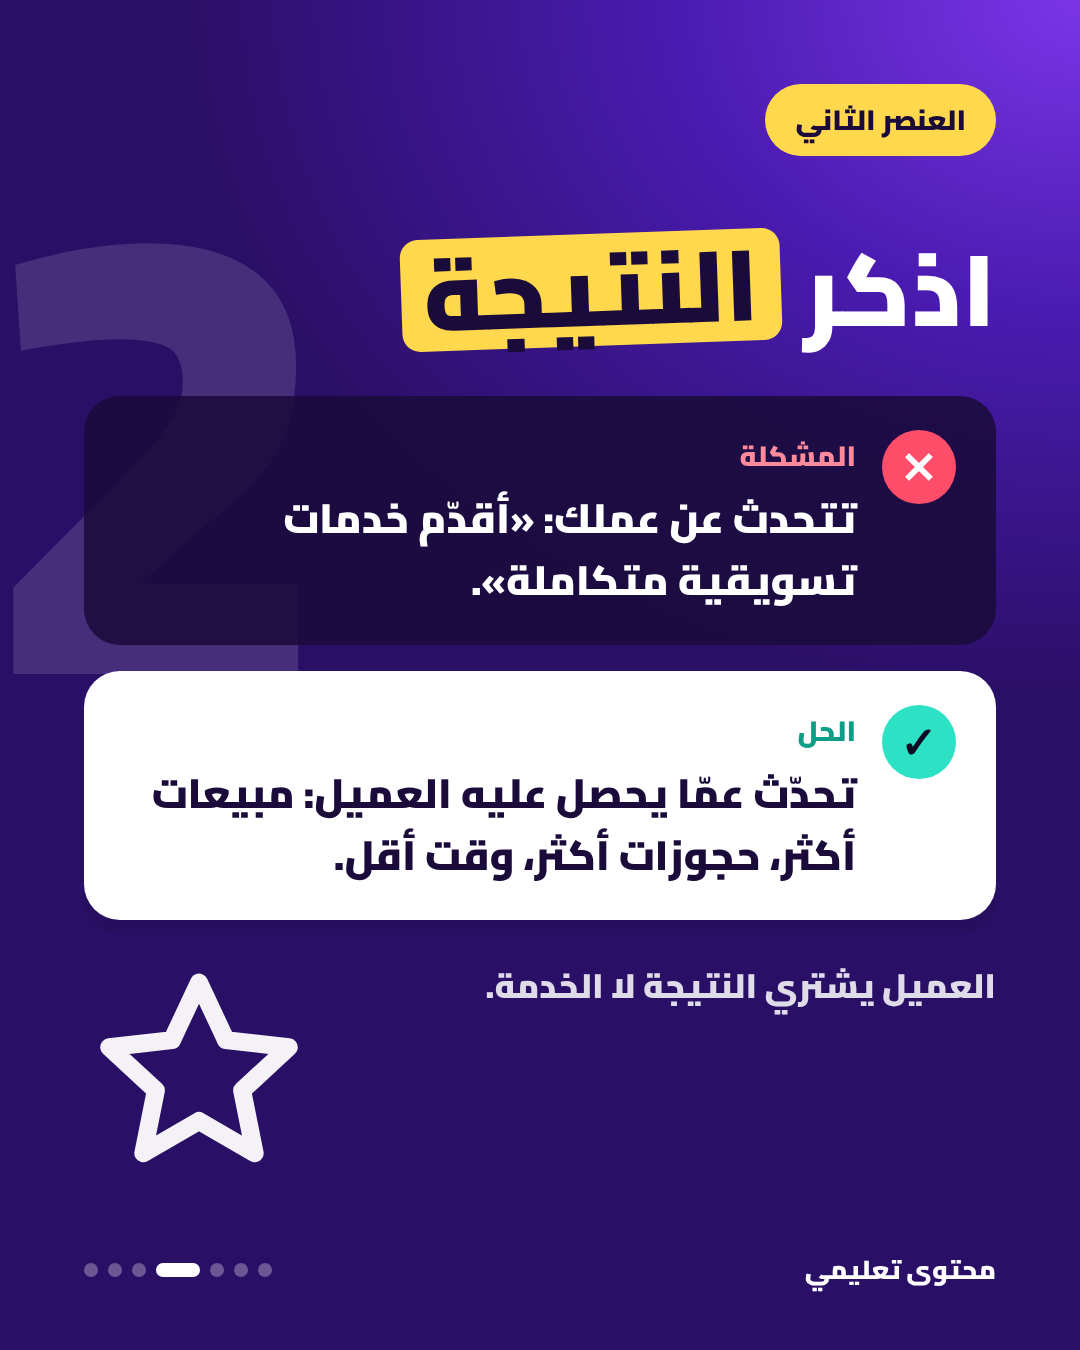 العنصر الثاني
اذكر النتيجة
2
المشكلة
✕
تتحدث عن عملك: «أقدّم خدمات
تسويقية متكاملة».
الحل
✓
تحدّث عمّا يحصل عليه العميل: مبيعات
أكثر، حجوزات أكثر، وقت أقل.
العميل يشتري النتيجة لا الخدمة.
محتوى تعليمي